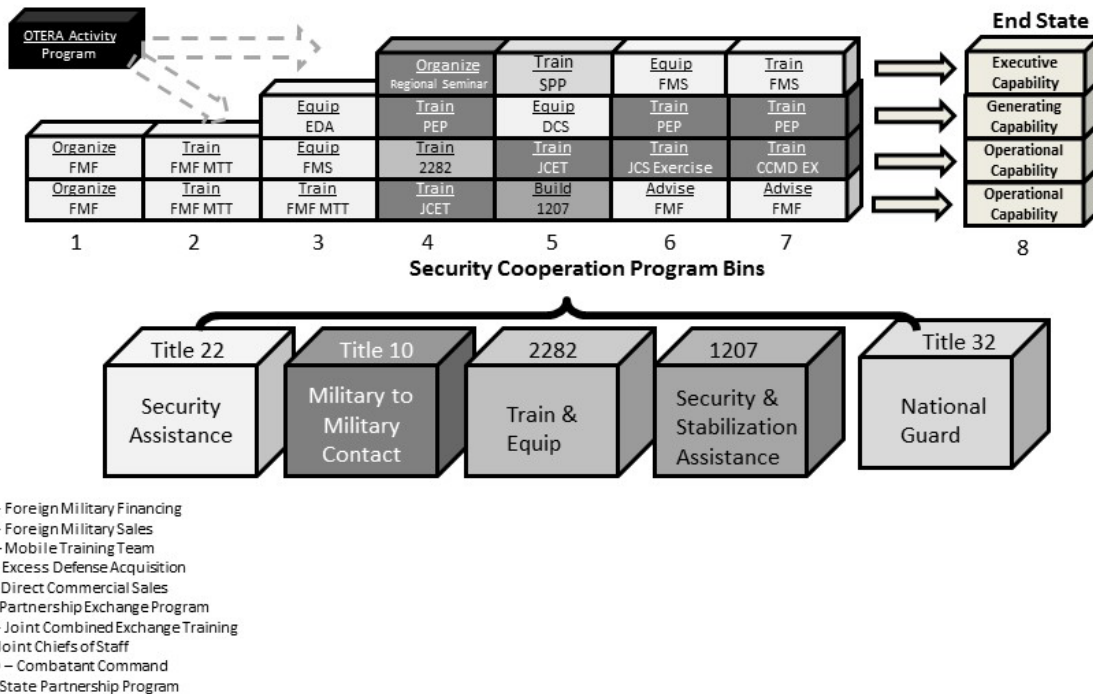 OTERA Activity
Program
End State
Organize
Regional Seminar
Train
SPP
Equip
FMS
Train
FMS
Executive
Capability
Equip
EDA
Train
PEP
Equip
DCS
Train
PEP
Train
PEP
Generating
Capability
Organize
FMF
Train
FMF MTT
Equip
FMS
Train
2282
Train
JCET
Train
JCS Exercise
Train
CCMD EX
Operational
Capability
Organize
FMF
Train
FMF MTT
Train
FMF MTT
Train
JCET
Build
1207
Advise
FMF
Advise
FMF
Operational
Capability
1 2 3 4 5 6 7 8
Security Cooperation Program Bins
Title 22
Security
Assistance
Title 10
Military to
Military
Contact
2282
Train &
Equip
1207
Security &
Stabilization
Assistance
Title 32
National
Guard
Foreign Military Financing
Foreign Military Sales
- Mobile Training Team
Excess Defense Acquisition
Direct Commercial Sales
Partnership Exchange Program
- Joint Combined Exchange Training
Joint Chiefs of Staff
– Combatant Command
State Partnership Program